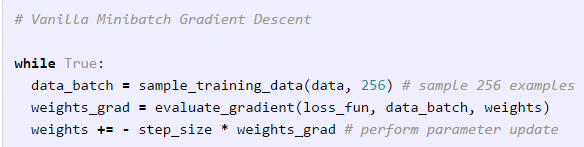 # Vanilla Minibatch Gradient Descent
while True:
data_batch = sample_training_data(data, 256) # sample 256 examples
weights_grad = evaluate_gradient(loss_fun, data_batch, weights)
weights += - step_size * weights_grad # perform parameter update